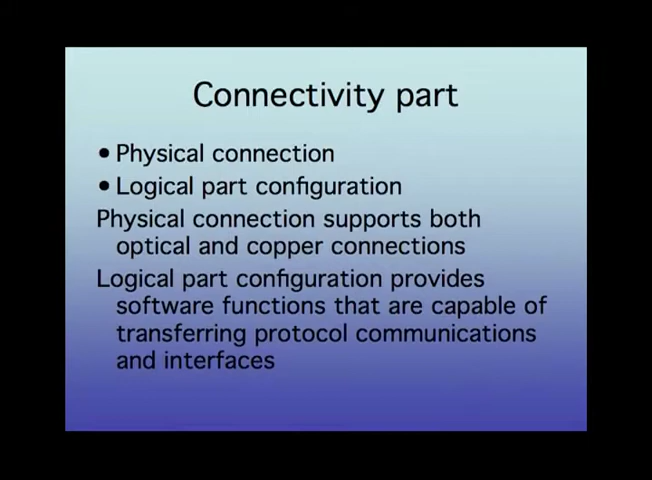 Connectivity part
• Physical connection
• Logical part configuration
Physical connection supports both
optical and copper connections
Logical part configuration provides
software functions that are capable of
transferring protocol communications
and interfaces